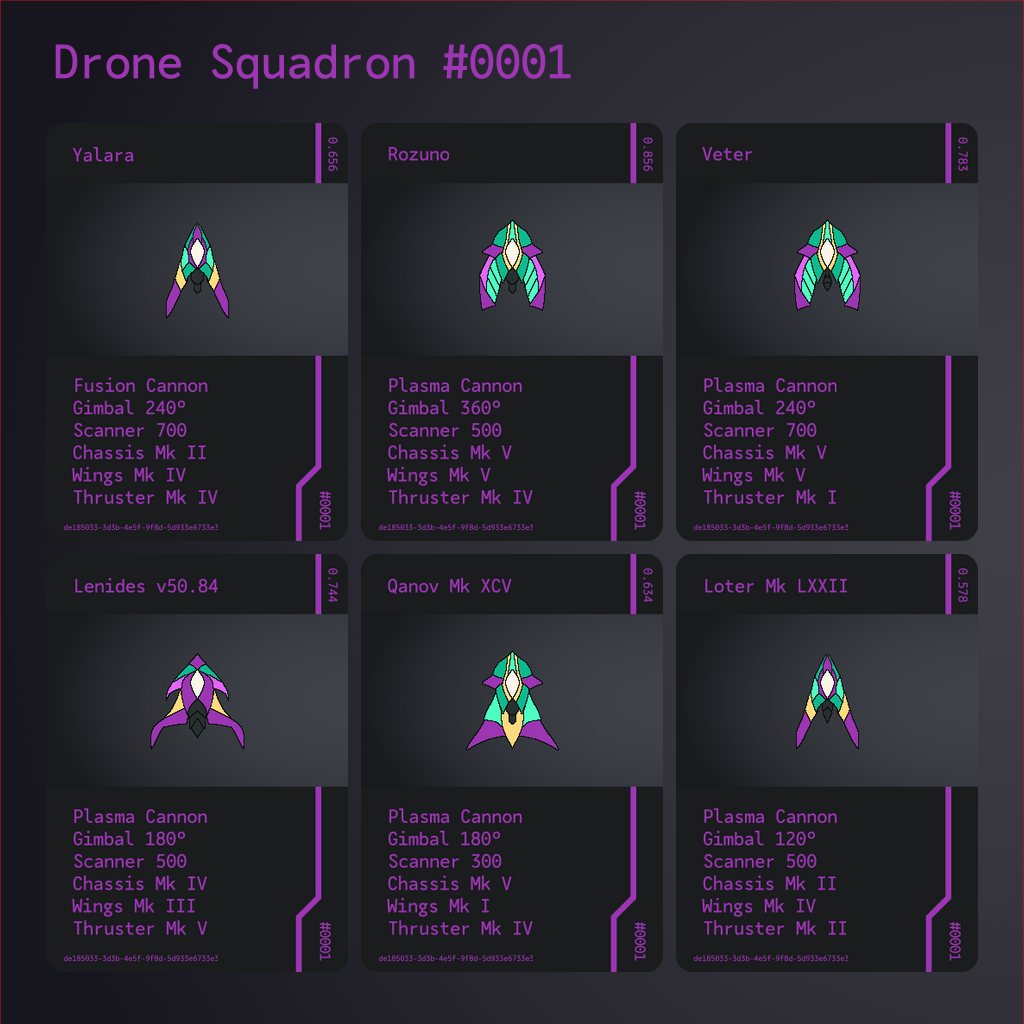 Drone Squadron #0001
Yalara
0.656
Fusion Cannon
Gimbal 240°
Scanner 700
Chassis Mk II
Wings Mk IV
Thruster Mk IV
#0001
de185033-3d3b-4e5f-9f8d-5d933e6733e3
Rozuno
0.856
Plasma Cannon
Gimbal 360°
Scanner 500
Chassis Mk V
Wings Mk V
Thruster Mk IV
#0001
de185033-3d3b-4e5f-9f8d-5d933e6733e3
Veter
0.783
Plasma Cannon
Gimbal 240°
Scanner 700
Chassis Mk V
Wings Mk V
Thruster Mk I
#0001
de185033-3d3b-4e5f-9f8d-5d933e6733e3
Lenides v50.84
0.744
Plasma Cannon
Gimbal 180°
Scanner 500
Chassis Mk IV
Wings Mk III
Thruster Mk V
#0001
de185033-3d3b-4e5f-9f8d-5d933e6733e3
Qanov Mk XCV
0.634
Plasma Cannon
Gimbal 180°
Scanner 300
Chassis Mk V
Wings Mk I
Thruster Mk IV
#0001
de185033-3d3b-4e5f-9f8d-5d933e6733e3
Loter Mk LXXII
0.578
Plasma Cannon
Gimbal 120°
Scanner 500
Chassis Mk II
Wings Mk IV
Thruster Mk II
#0001
de185033-3d3b-4e5f-9f8d-5d933e6733e3